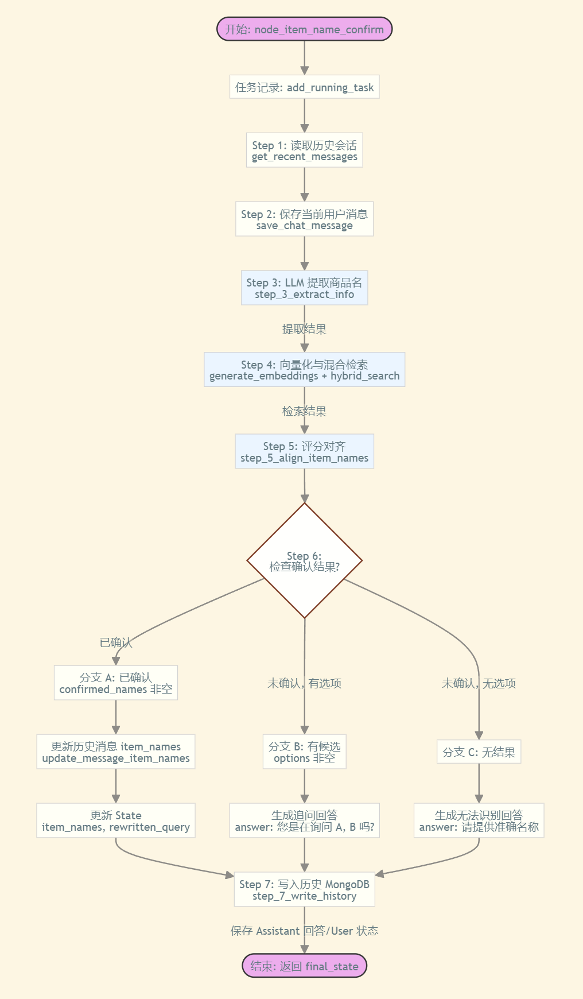 开始: node_item_name_confirm
任务记录: add_running_task
Step 1: 读取历史会话
get_recent_messages
Step 2: 保存当前用户消息
save_chat_message
Step 3: LLM 提取商品名
step_3_extract_info
提取结果
Step 4: 向量化与混合检索
generate_embeddings + hybrid_search
检索结果
Step 5: 评分对齐
step_5_align_item_names
Step 6:
检查确认结果?
已确认
未确认, 有选项
未确认, 无选项
分支 A: 已确认
confirmed_names 非空
更新历史消息 item_names
update_message_item_names
更新 State
item_names, rewritten_query
分支 B: 有候选
options 非空
生成追问回答
answer: 您是在询问 A, B 吗?
分支 C: 无结果
生成无法识别回答
answer: 请提供准确名称
Step 7: 写入历史 MongoDB
step_7_write_history
保存 Assistant 回答/User 状态
结束: 返回 final_state